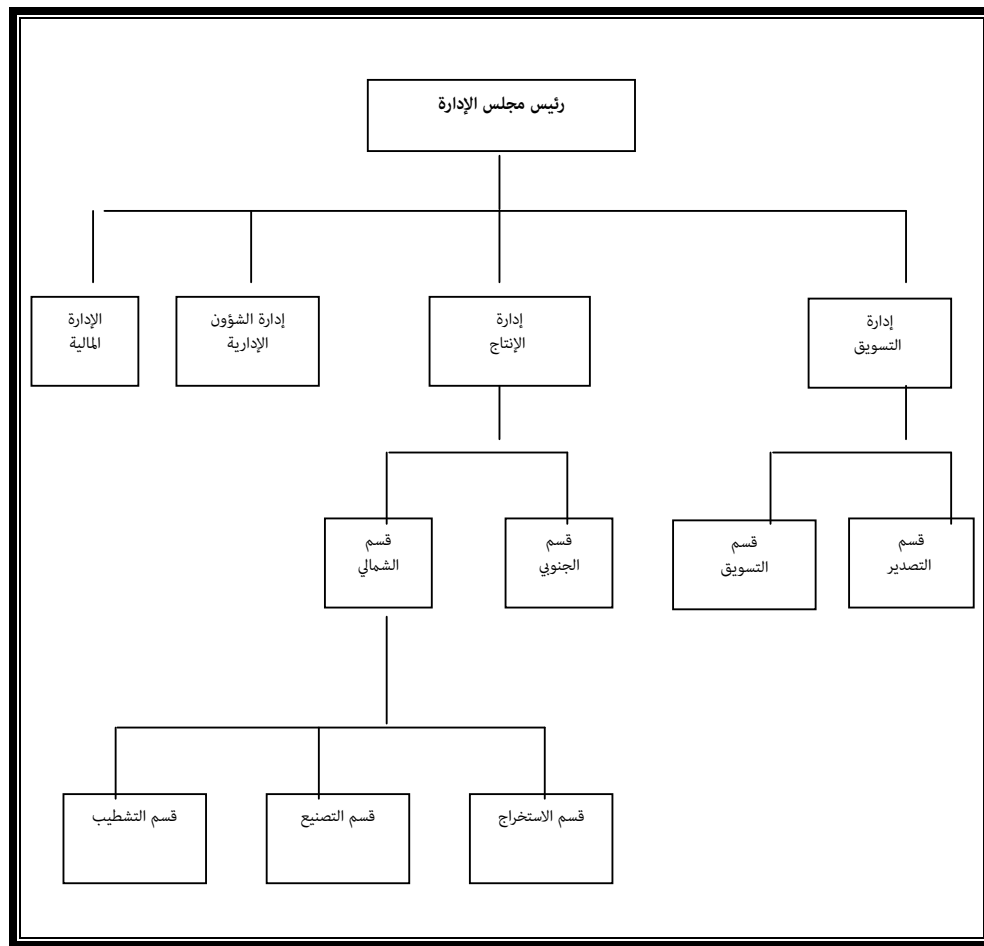 رئيس مجلس الإدارة
إدارة
التسويق
إدارة
الإنتاج
إدارة الشؤون
الإدارية
الإدارة
المالية
قسم
التصدير
قسم
التسويق
قسم
الجنوبي
قسم
الشمالي
قسم الاستخراج
قسم التصنيع
قسم التشطيب